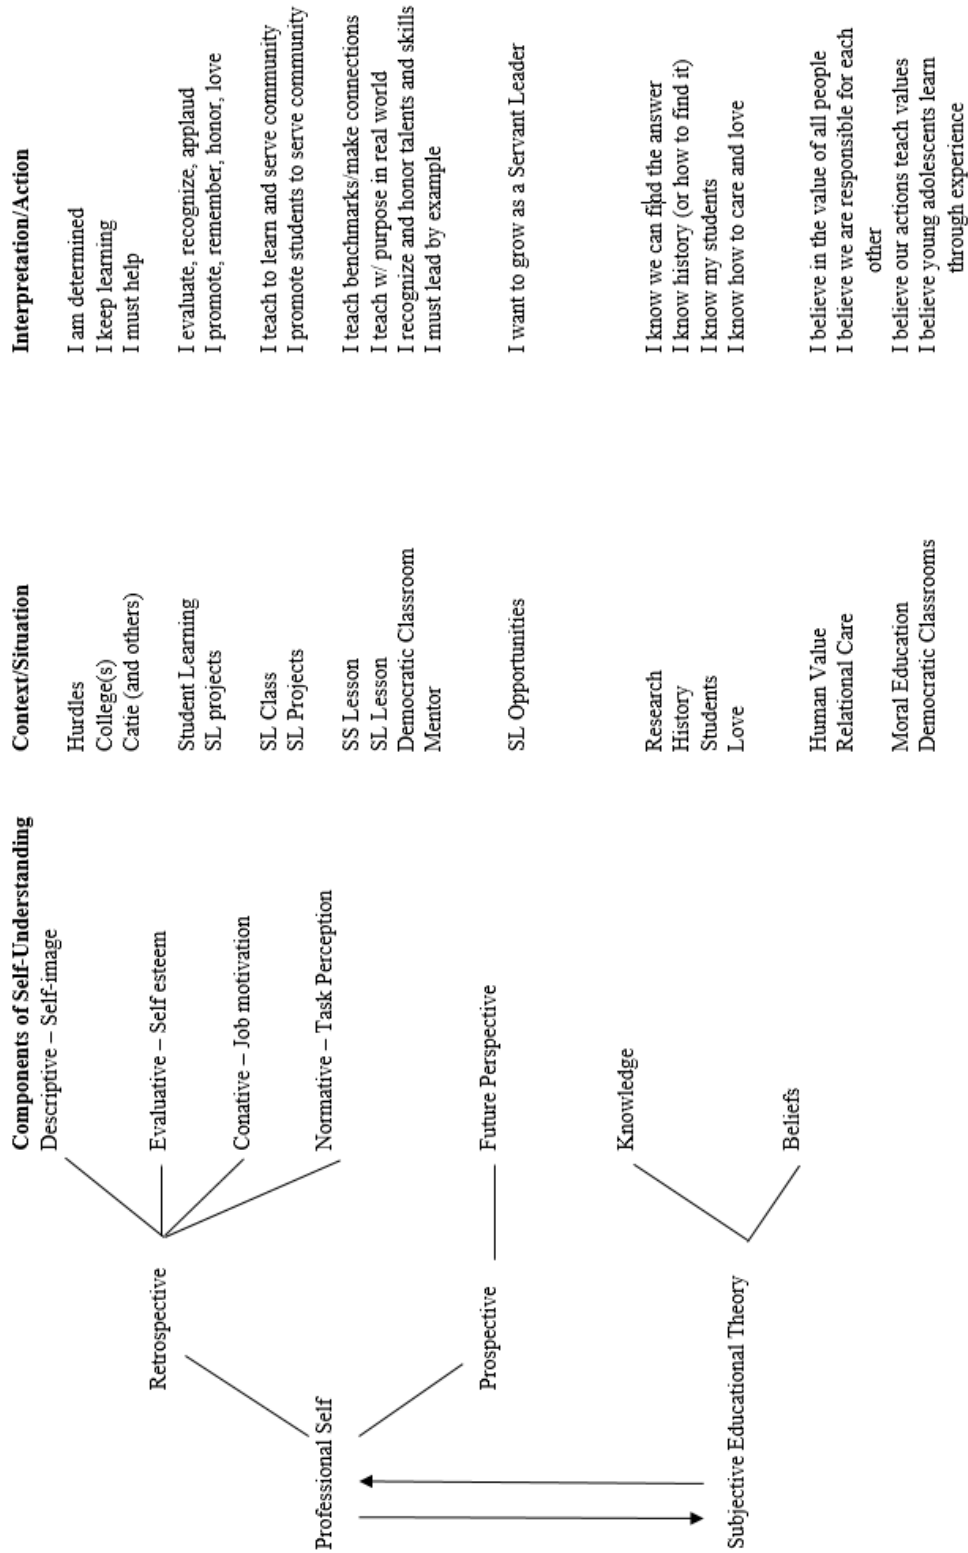 Components of Self-Understanding
Context/Situation
Interpretation/Action
Descriptive – Self-image
Hurdles
I am determined
College(s)
I keep learning
Catie (and others)
I must help
Retrospective
Evaluative – Self esteem
Student Learning
I evaluate, recognize, applaud
SL projects
I promote, remember, honor, love
Conative – Job motivation
SL Class
I teach to learn and serve community
SL Projects
I promote students to serve community
Professional Self
Normative – Task Perception
SS Lesson
I teach benchmarks/make connections
SL Lesson
I teach w/ purpose in real world
Democratic Classroom
I recognize and honor talents and skills
Mentor
I must lead by example
Prospective
Future Perspective
SL Opportunities
I want to grow as a Servant Leader
Knowledge
Research
I know we can find the answer
History
I know history (or how to find it)
Students
I know my students
Love
I know how to care and love
Subjective Educational Theory
Beliefs
Human Value
I believe in the value of all people
Relational Care
I believe we are responsible for each
other
Moral Education
I believe our actions teach values
Democratic Classrooms
I believe young adolescents learn
through experience